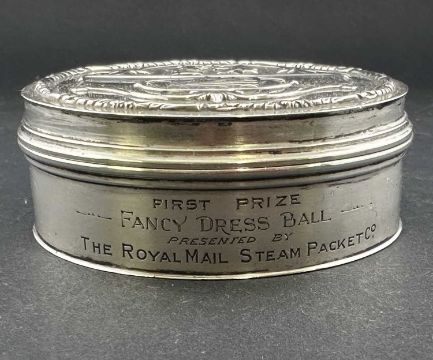 FIRST PRIZE
FANCY DRESS BALL
PRESENTED BY
THE ROYAL MAIL STEAM PACKET Co